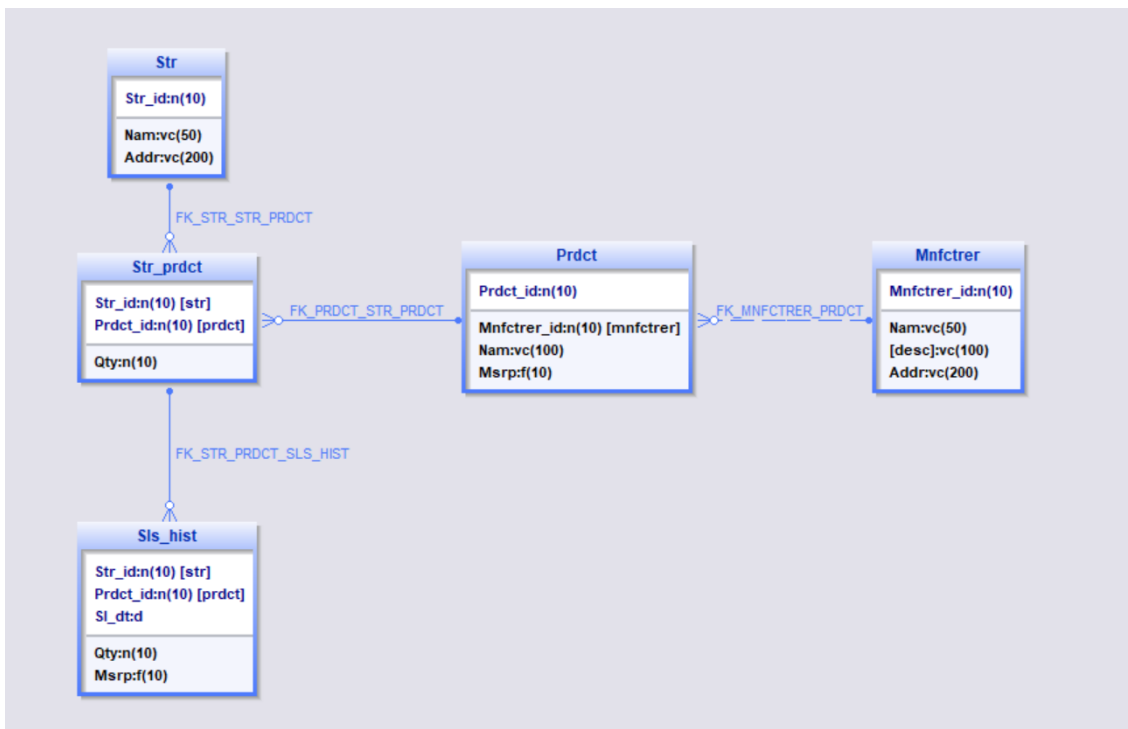 Str
Str_id:n(10)
Nam:vc(50)
Addr:vc(200)
FK_STR_STR_PRDCT
Str_prdct
Str_id:n(10) [str]
Prdct_id:n(10) [prdct]
Qty:n(10)
FK_PRDCT_STR_PRDCT
Prdct
Prdct_id:n(10)
Mnfctrer_id:n(10) [mnfctrer]
Nam:vc(100)
Msrp:f(10)
FK_MNFCTRER_PRDCT
Mnfctrer
Mnfctrer_id:n(10)
Nam:vc(50)
[desc]:vc(100)
Addr:vc(200)
FK_STR_PRDCT_SLS_HIST
Sls_hist
Str_id:n(10) [str]
Prdct_id:n(10) [prdct]
Sl_dt:d
Qty:n(10)
Msrp:f(10)